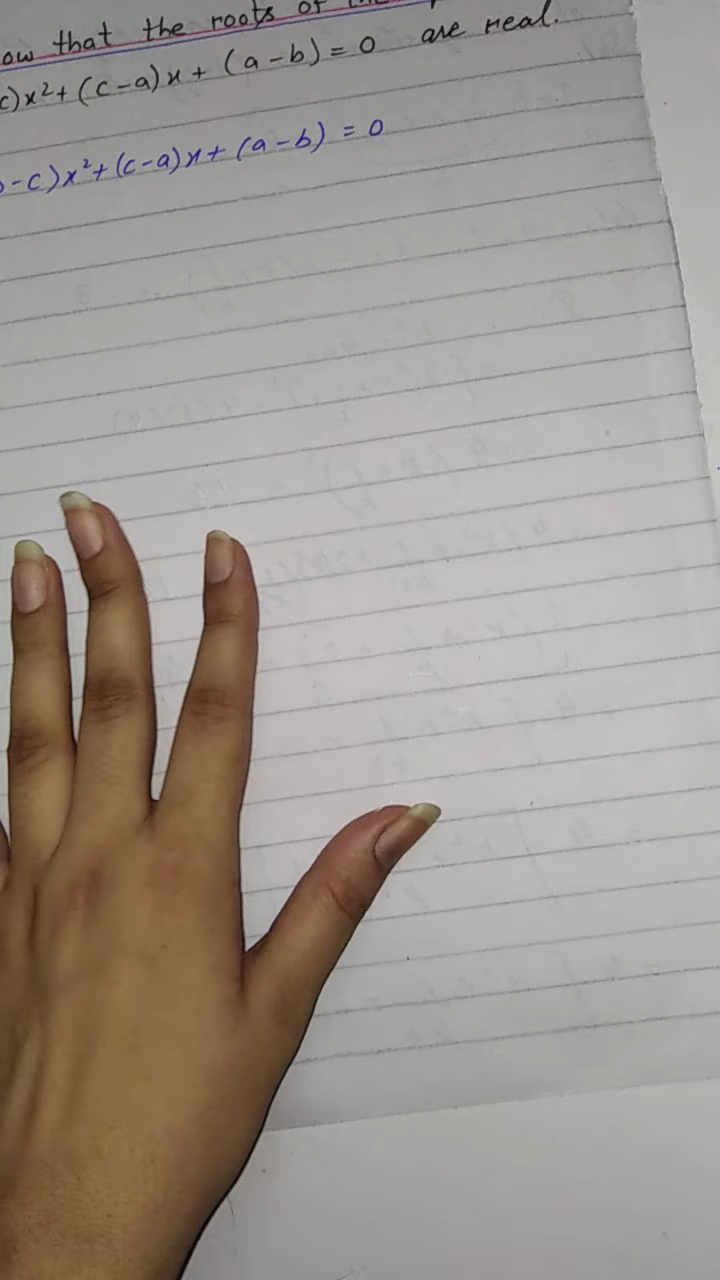 ow that the roots of
c)x²+(c-a)x+(a-b)=0 are real.
-c)x²+(c-a)x+(a-b)=0